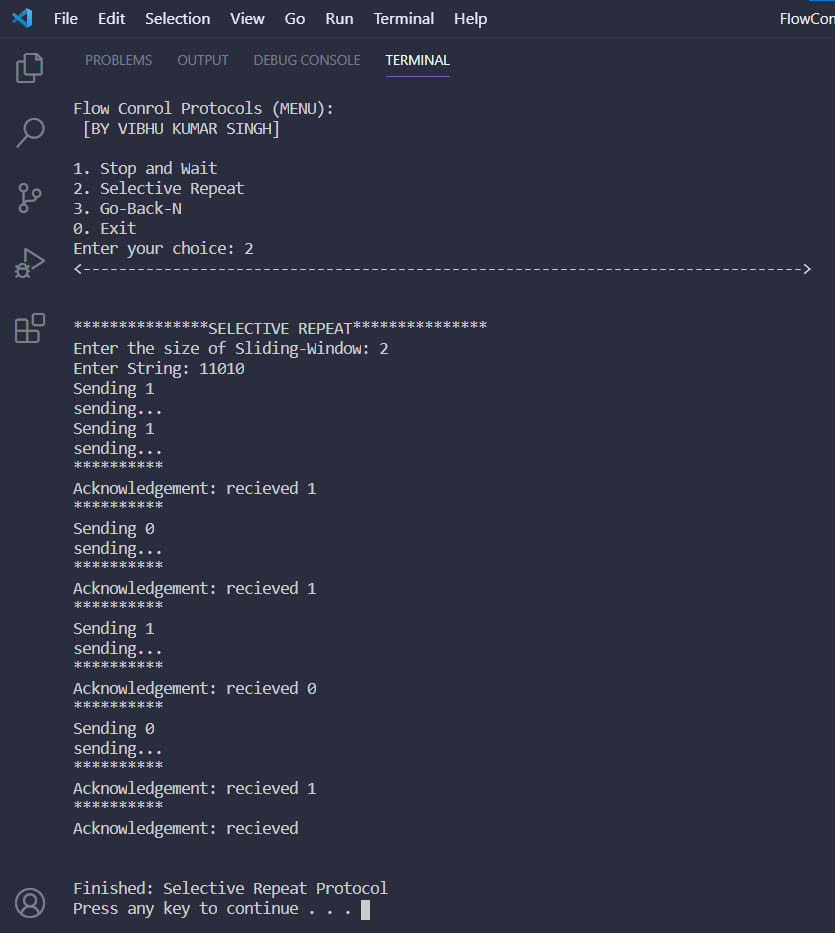 File Edit Selection View Go Run Terminal Help FlowCon
PROBLEMS OUTPUT DEBUG CONSOLE TERMINAL
Flow Conrol Protocols (MENU):
[BY VIBHU KUMAR SINGH]
1. Stop and Wait
2. Selective Repeat
3. Go-Back-N
0. Exit
Enter your choice: 2
<-------------------------------------------------------------------------------->
***************SELECTIVE REPEAT***************
Enter the size of Sliding-Window: 2
Enter String: 11010
Sending 1
sending...
Sending 1
sending...
**********
Acknowledgement: recieved 1
**********
Sending 0
sending...
**********
Acknowledgement: recieved 1
**********
Sending 1
sending...
**********
Acknowledgement: recieved 0
**********
Sending 0
sending...
**********
Acknowledgement: recieved 1
**********
Acknowledgement: recieved
Finished: Selective Repeat Protocol
Press any key to continue . . .